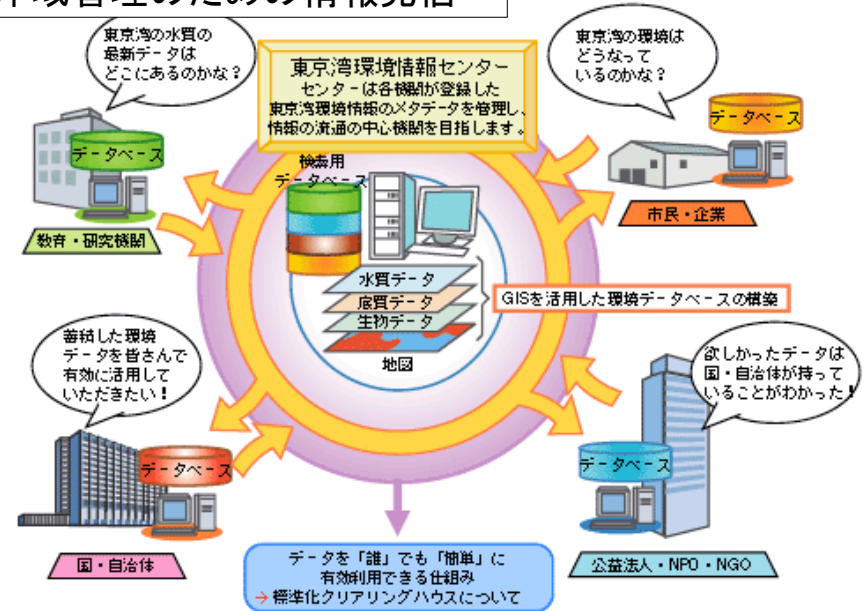 域管理のための情報発信
東京湾の水質の
最新データは
どこにあるのかな？
東京湾環境情報センター
センターは各機関が登録した
東京湾環境情報のメタデータを管理し、
情報の流通の中心機関を目指します。
東京湾の環境は
どうなって
いるのかな？
データベース
データベース
検索用
データベース
教育・研究機関
市民・企業
水質データ
底質データ
生物データ
地図
GISを活用した環境データベースの構築
蓄積した環境
データを皆さんで
有効に活用して
いただきたい！
欲しかったデータは
国・自治体が持って
いることがわかった！
データベース
データベース
国・自治体
公益法人・NPO・NGO
データを「誰」でも「簡単」に
有効利用できる仕組み
→標準化クリアリングハウスについて